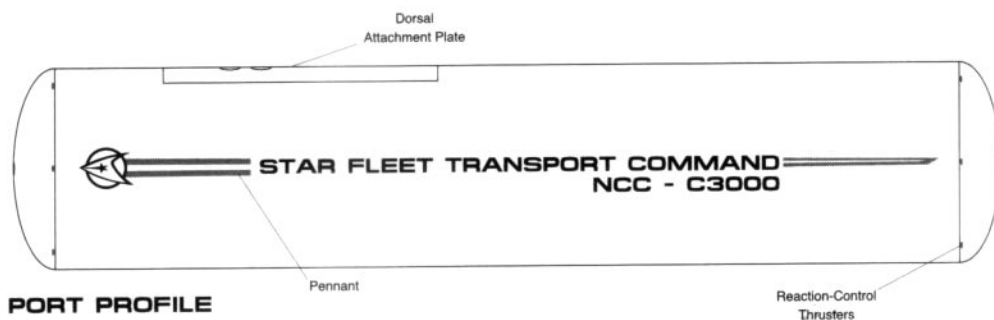 Dorsal
Attachment Plate
STAR FLEET TRANSPORT COMMAND
NCC - C3000
Pennant
PORT PROFILE
Reaction-Control
Thrusters